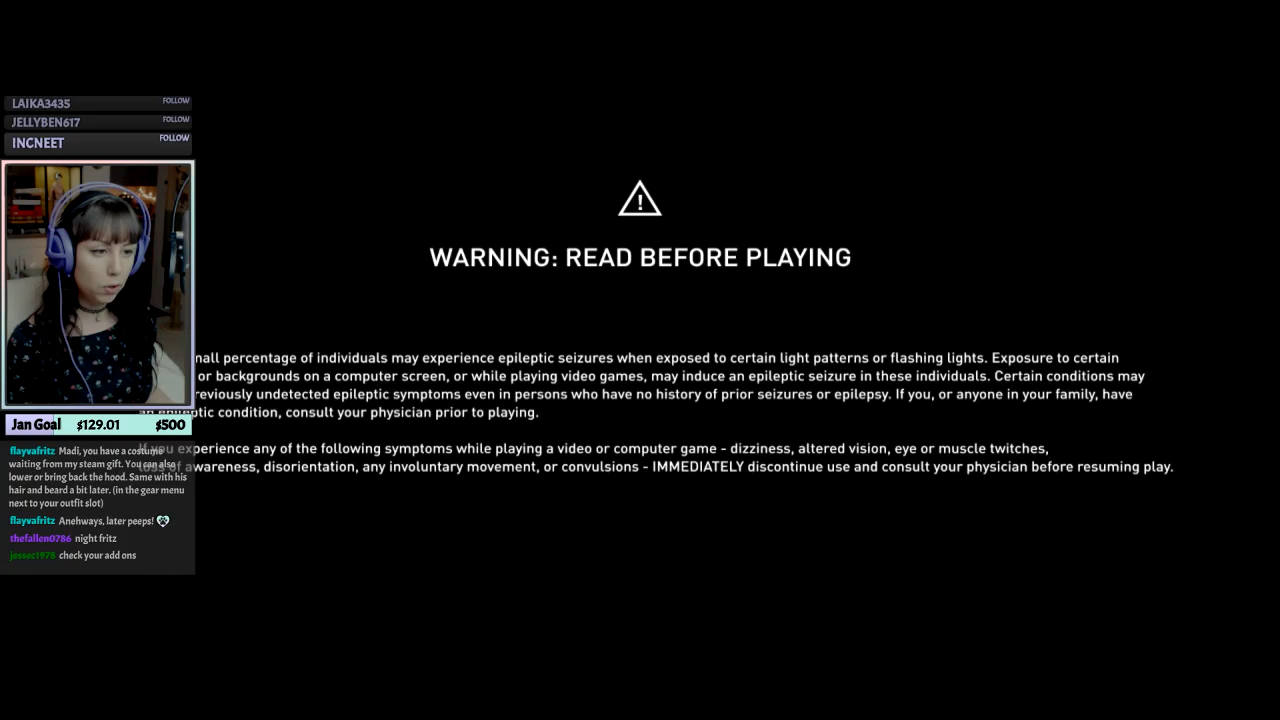 LAIKA3435 FOLLOW
JELLYBEN617 FOLLOW
INCNEET FOLLOW
WARNING: READ BEFORE PLAYING
percentage of individuals may experience epileptic seizures when exposed to certain light patterns or flashing lights. Exposure to certain
or backgrounds on a computer screen, or while playing video games, may induce an epileptic seizure in these individuals. Certain conditions may
undetected epileptic symptoms even in persons who have no history of prior seizures or epilepsy. If you, or anyone in your family, have
an epileptic condition, consult your physician prior to playing.
If you experience any of the following symptoms while playing a video or computer game - dizziness, altered vision, eye or muscle twitches,
loss of awareness, disorientation, any involuntary movement, or convulsions - IMMEDIATELY discontinue use and consult your physician before resuming play.
Jan Goal $129.01 $500
flayvafritz Madi, you have a costume
waiting from my steam gift. You can also
lower or bring back the hood. Same with his
hair and beard a bit later. (in the gear menu
next to your outfit slot)
flayvafritz Anehways, later peeps!
thefallen0786 night fritz
jessec1978 check your add ons